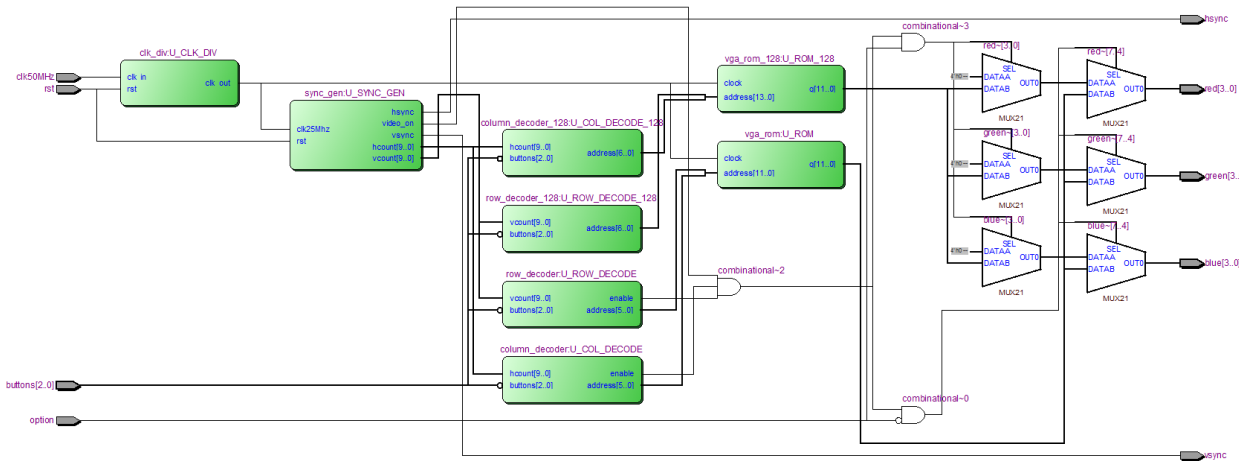 combinational~3
hsync
clk_div:U_CLK_DIV
red~[3..0]
red~[7..4]
clk50MHz
rst
clk in
rst
clk out
vga_rom_128:U_ROM_128
clock
address[13..0]
q[11..0]
SEL
DATAA
DATAB
OUT0
MUX21
SEL
DATAA
DATAB
OUT0
MUX21
red[3..0]
sync_gen:U_SYNC_GEN
clk25Mhz
rst
hsync
video_on
vsync
hcount[9..0]
vcount[9..0]
column_decoder_128:U_COL_DECODE_128
hcount[9..0]
buttons[2..0]
address[6..0]
vga_rom:U_ROM
clock
address[11..0]
q[11..0]
green~[3..0]
green~[7..4]
SEL
DATAA
DATAB
OUT0
MUX21
SEL
DATAA
DATAB
OUT0
MUX21
row_decoder_128:U_ROW_DECODE_128
vcount[9..0]
buttons[2..0]
address[6..0]
blue~[3..0]
blue~[7..4]
SEL
DATAA
DATAB
OUT0
MUX21
SEL
DATAA
DATAB
OUT0
MUX21
blue[3..0]
row_decoder:U_ROW_DECODE
vcount[9..0]
buttons[2..0]
enable
address[5..0]
combinational~2
column_decoder:U_COL_DECODE
hcount[9..0]
buttons[2..0]
enable
address[5..0]
buttons[2..0]
option
combinational~0
vsync